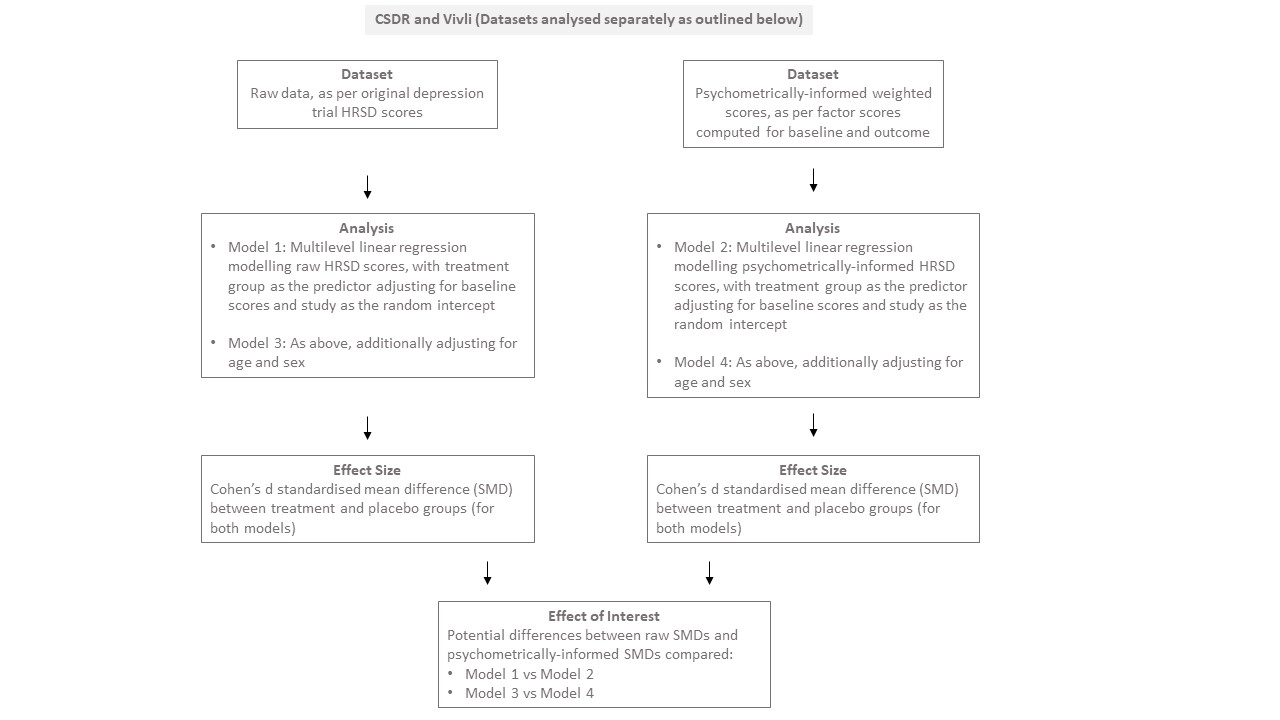 CSDR and Vivli (Datasets analysed separately as outlined below)
Dataset
Raw data, as per original depression
trial HRSD scores
Dataset
Psychometrically-informed weighted
scores, as per factor scores
computed for baseline and outcome
Analysis
• Model 1: Multilevel linear regression
modelling raw HRSD scores, with treatment
group as the predictor adjusting for baseline
scores and study as the random intercept
• Model 3: As above, additionally adjusting for
age and sex
Analysis
• Model 2: Multilevel linear regression
modelling psychometrically-informed HRSD
scores, with treatment group as the predictor
adjusting for baseline scores and study as the
random intercept
• Model 4: As above, additionally adjusting for
age and sex
Effect Size
Cohen’s d standardised mean difference (SMD)
between treatment and placebo groups (for
both models)
Effect Size
Cohen’s d standardised mean difference (SMD)
between treatment and placebo groups (for
both models)
Effect of Interest
Potential differences between raw SMDs and
psychometrically-informed SMDs compared:
• Model 1 vs Model 2
• Model 3 vs Model 4